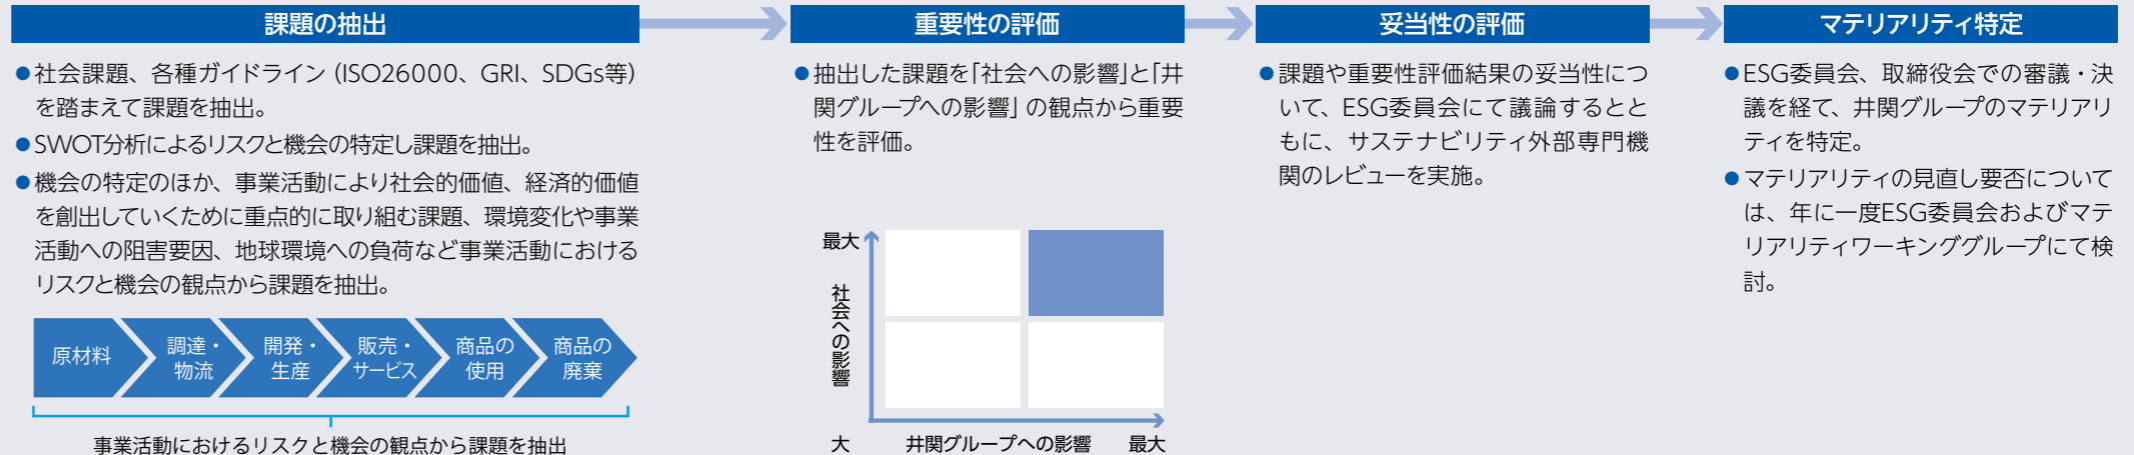 課題の抽出
●社会課題、各種ガイドライン (ISO26000、GRI、SDGs等)
を踏まえて課題を抽出。
●SWOT分析によるリスクと機会の特定し課題を抽出。
●機会の特定のほか、事業活動により社会的価値、経済的価値
を創出していくために重点的に取り組む課題、環境変化や事業
活動への阻害要因、地球環境への負荷など事業活動における
リスクと機会の観点から課題を抽出。
原材料
調達・
物流
開発・
生産
販売・
サービス
商品の
使用
商品の
廃棄
事業活動におけるリスクと機会の観点から課題を抽出
重要性の評価
●抽出した課題を「社会への影響」と「井
関グループへの影響」の観点から重要
性を評価。
最大
社会への影響
大
井関グループへの影響
最大
妥当性の評価
●課題や重要性評価結果の妥当性につ
いて、ESG委員会にて議論するとと
もに、サステナビリティ外部専門機
関のレビューを実施。
マテリアリティ特定
●ESG委員会、取締役会での審議・決
議を経て、井関グループのマテリアリ
ティを特定。
●マテリアリティの見直し要否について
は、年に一度ESG委員会およびマテ
リアリティワーキンググループにて検
討。